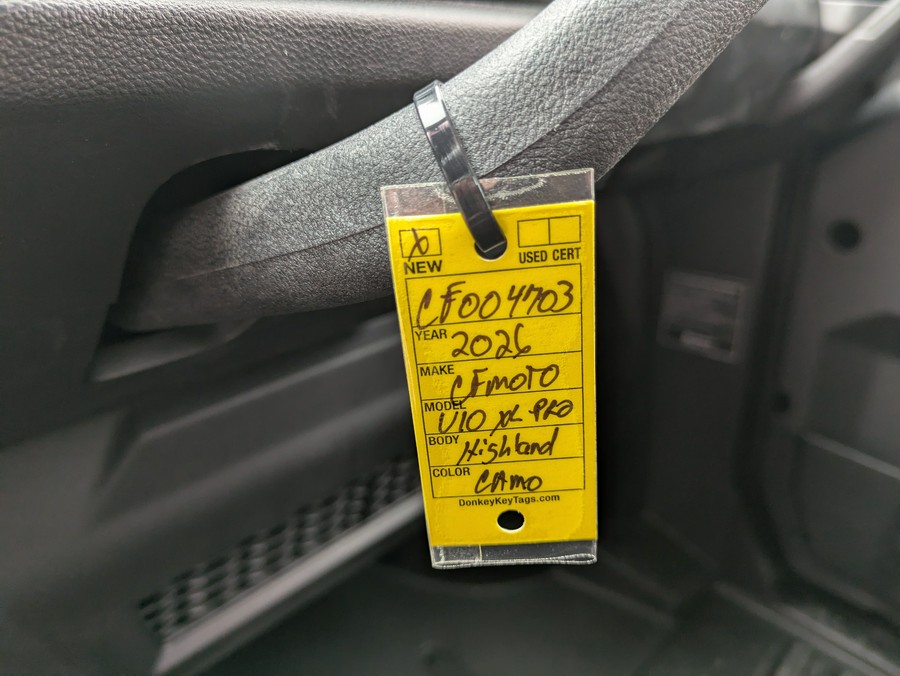 X
NEW USED CERT
CF004703
YEAR 2026
MAKE CFMOTO
MODEL U10 XL PRO
BODY Highland
COLOR CAMO
DonkeyKeyTags.com